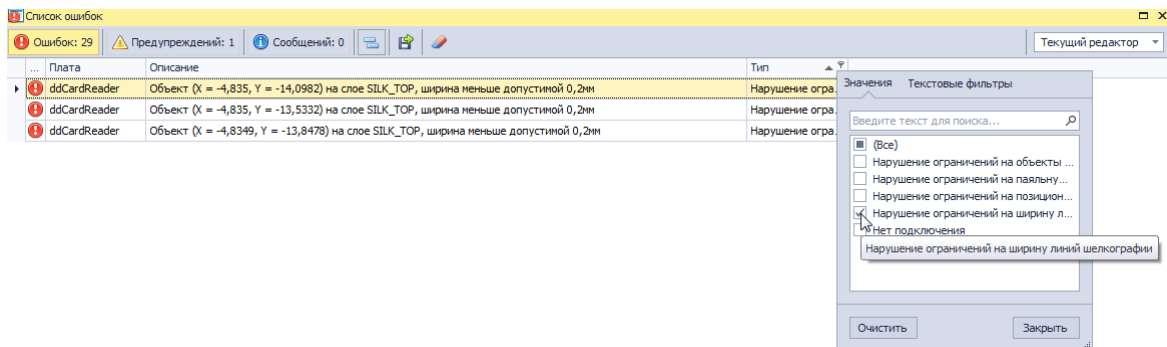 Список ошибок
Ошибок: 29 Предупреждений: 1 Сообщений: 0 Текущий редактор
... Плата Описание Тип
ddCardReader Объект (X = -4,835, Y = -14,0982) на слое SILK_TOP, ширина меньше допустимой 0,2мм Нарушение огра...
ddCardReader Объект (X = -4,835, Y = -13,5332) на слое SILK_TOP, ширина меньше допустимой 0,2мм Нарушение огра
ddCardReader Объект (X = -4,8349, Y = -13,8478) на слое SILK_TOP, ширина меньше допустимой 0,2мм Нарушение огра
Значения Текстовые фильтры
Введите текст для поиска...
(Все)
Нарушение ограничений на объекты ...
Нарушение ограничений на паяльну...
Нарушение ограничений на позицион...
Нарушение ограничений на ширину л...
Нет подключения
Нарушение ограничений на ширину линий шелкографии
Очистить Закрыть